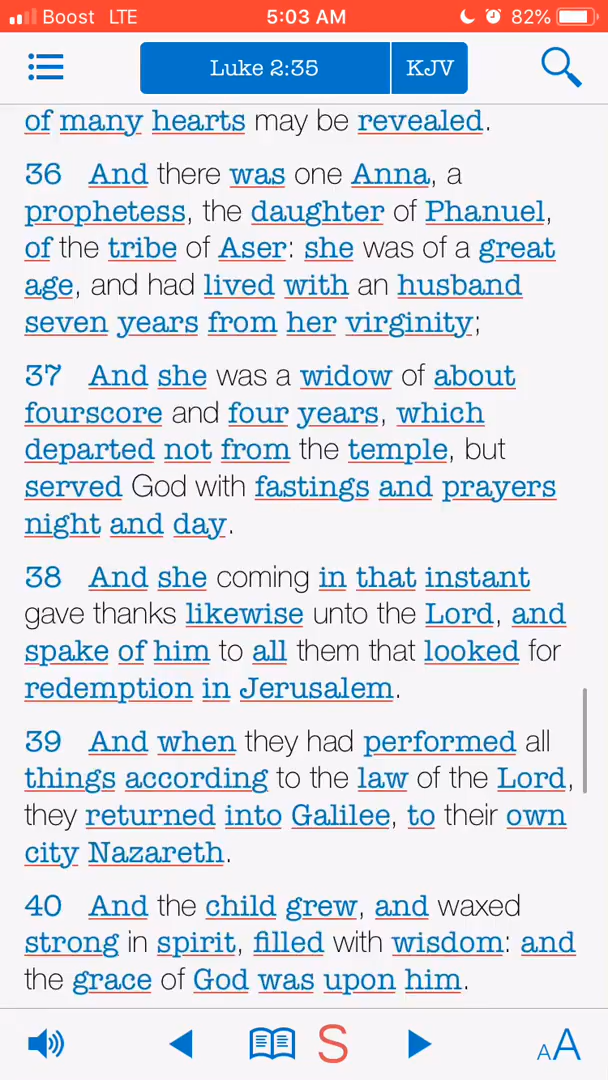 Boost LTE 5:03 AM 82%
Luke 2:35 KJV
of many hearts may be revealed.
36 And there was one Anna, a
prophetess, the daughter of Phanuel,
of the tribe of Aser: she was of a great
age, and had lived with an husband
seven years from her virginity;
37 And she was a widow of about
fourscore and four years, which
departed not from the temple, but
served God with fastings and prayers
night and day.
38 And she coming in that instant
gave thanks likewise unto the Lord, and
spake of him to all them that looked for
redemption in Jerusalem.
39 And when they had performed all
things according to the law of the Lord,
they returned into Galilee, to their own
city Nazareth.
40 And the child grew, and waxed
strong in spirit, filled with wisdom: and
the grace of God was upon him.
S AA